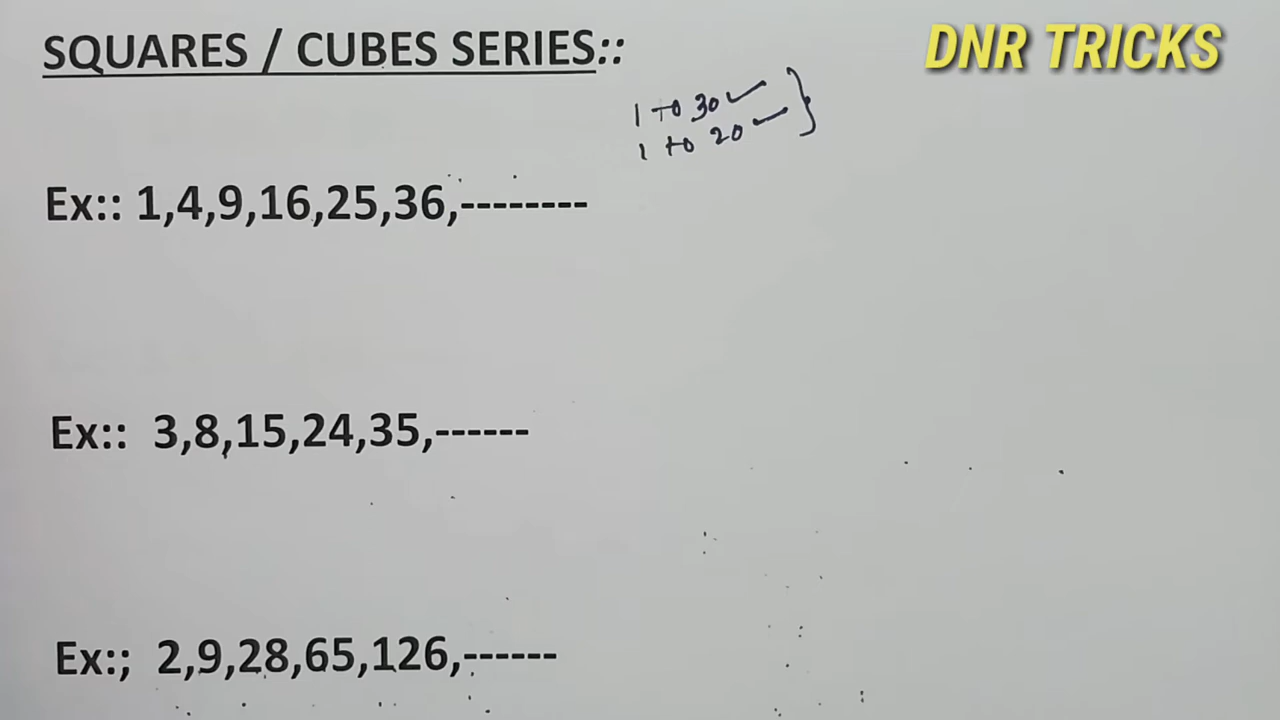 SQUARES / CUBES SERIES::
DNR TRICKS
1 to 30
1 to 20
Ex:: 1,4,9,16,25,36,--------
Ex:: 3,8,15,24,35,------
Ex:; 2,9,28,65,126,------